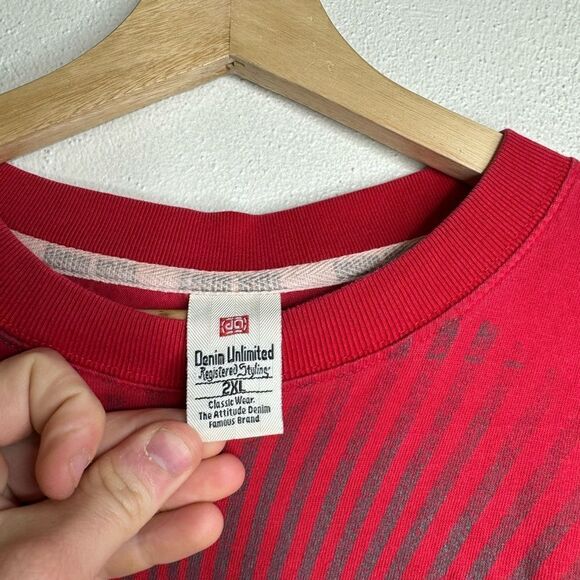 Denim Unlimited
Registered Styling
2XL
Classic Wear.
The Attitude Denim
Famous Brand